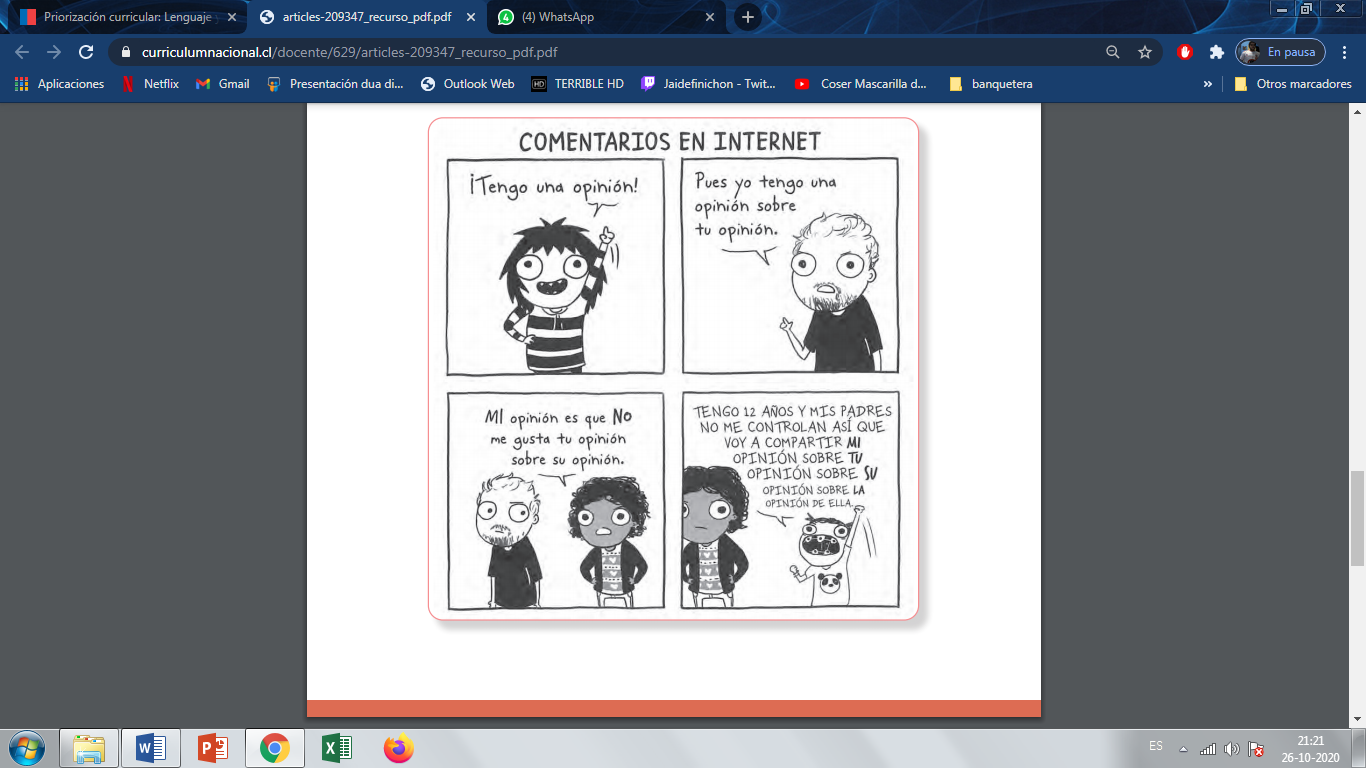 Priorización curricular: Lenguaje
articles-209347_recurso_pdf.pdf
(4) WhatsApp
curriculumnacional.cl/docente/629/articles-209347_recurso_pdf.pdf
En pausa
Aplicaciones
Netflix
Gmail
Presentación dua di...
Outlook Web
HD
TERRIBLE HD
Jaidefinichon - Twit...
Coser Mascarilla d...
banquetera
»
Otros marcadores
COMENTARIOS EN INTERNET
¡Tengo una opinión!
Pues yo tengo una
opinión sobre
tu opinión.
MI opinión es que NO
me gusta tu opinión
sobre su opinión.
TENGO 12 AÑOS Y MIS PADRES
NO ME CONTROLAN ASÍ QUE
VOY A COMPARTIR MI
OPINIÓN SOBRE TU
OPINIÓN SOBRE SU
OPINIÓN SOBRE LA
OPINIÓN DE ELLA.
ES
21:21
26-10-2020